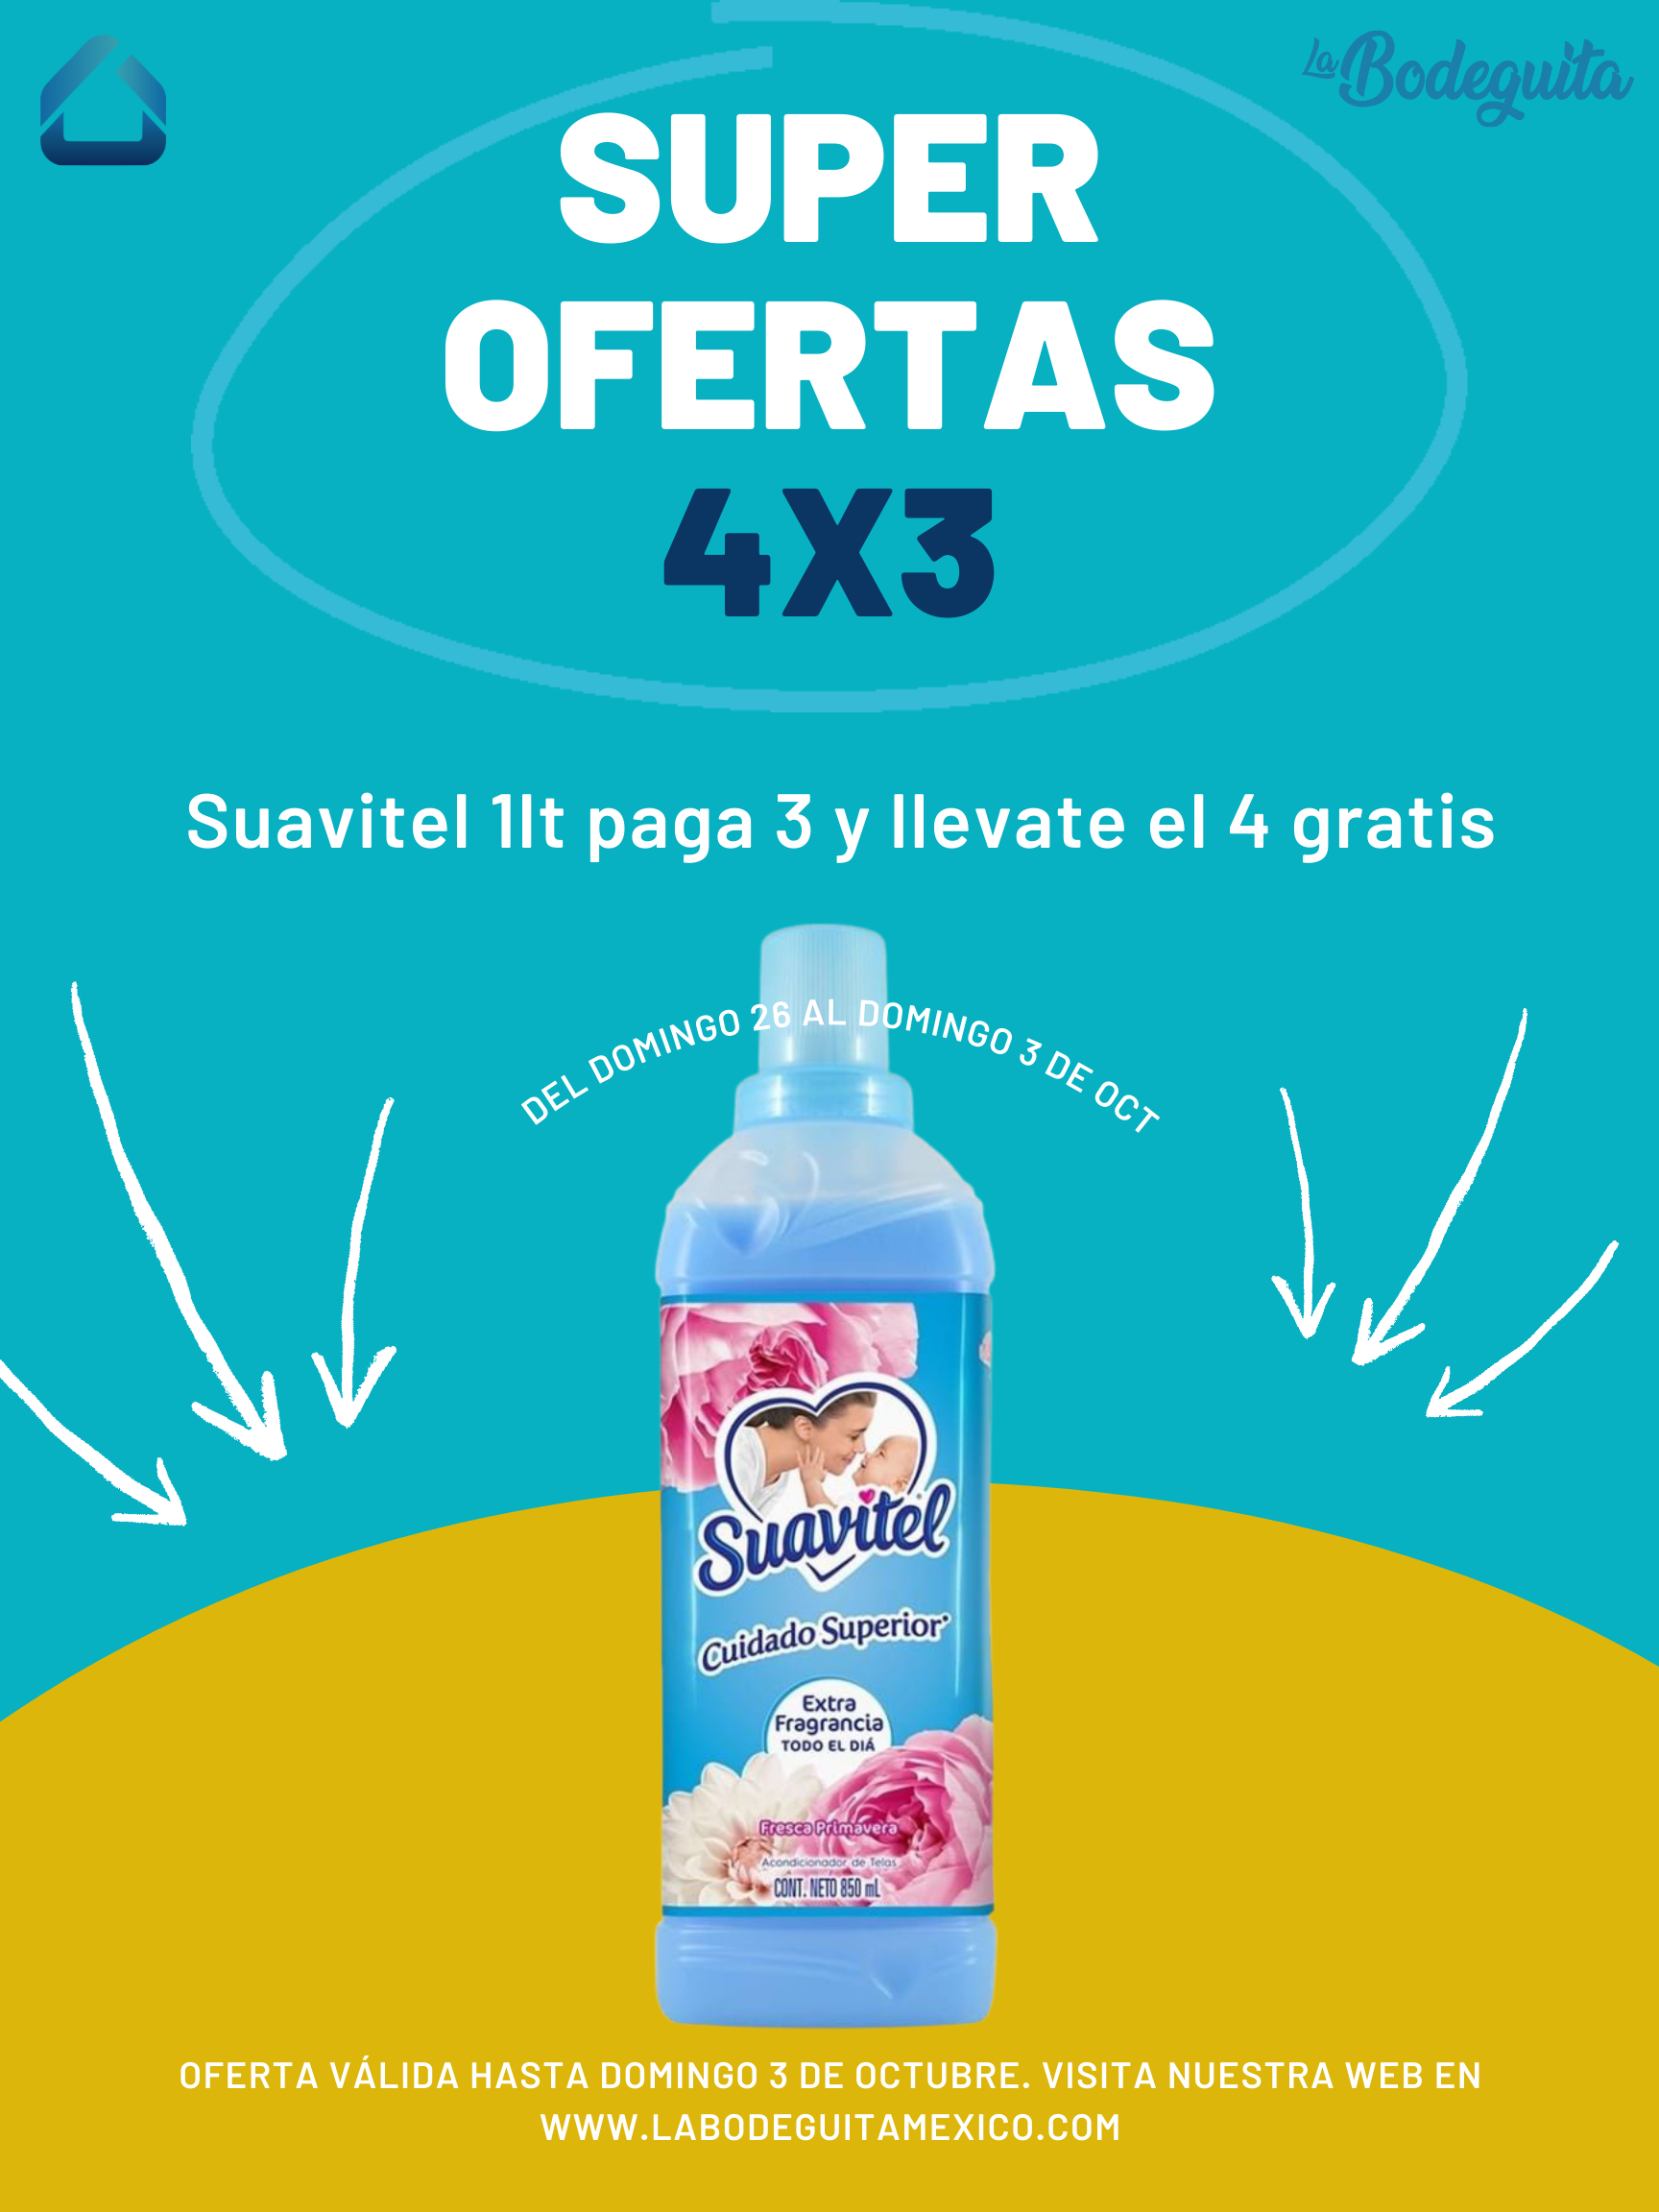 La Bodeguita
SUPER
OFERTAS
4X3
Suavitel 1lt paga 3 y llevate el 4 gratis
DEL DOMINGO 26 AL DOMINGO 3 DE OCT
Suavitel
Cuidado Superior*
Extra
Fragrancia
TODO EL DIÁ
Fresca Primavera
Acondicionador de Telas
CONT. NETO 850 mL
OFERTA VÁLIDA HASTA DOMINGO 3 DE OCTUBRE. VISITA NUESTRA WEB EN
WWW.LABODEGUITAMEXICO.COM